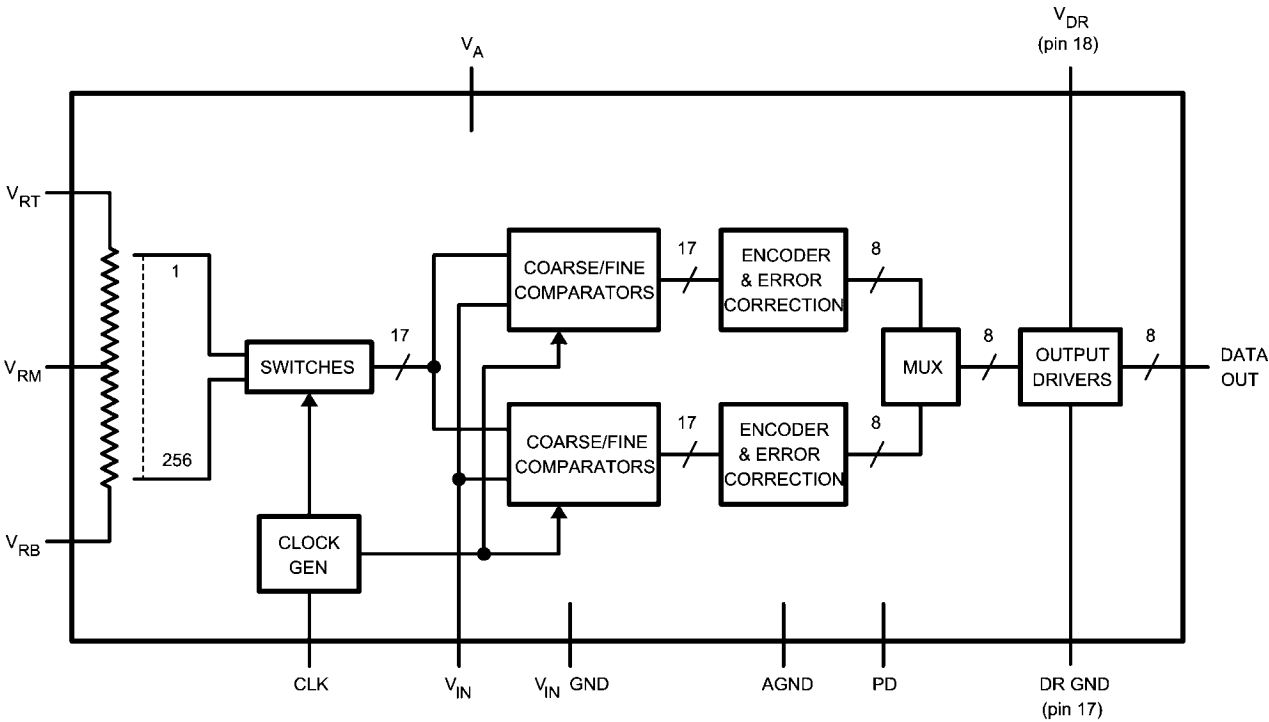 V_DR
(pin 18)
V_A
V_RT
17
8
1
COARSE/FINE
COMPARATORS
ENCODER
& ERROR
CORRECTION
17
8
8
V_RM
SWITCHES
MUX
OUTPUT
DRIVERS
DATA
OUT
17
8
256
COARSE/FINE
COMPARATORS
ENCODER
& ERROR
CORRECTION
V_RB
CLOCK
GEN
CLK
V_IN
V_IN GND
AGND
PD
DR GND
(pin 17)